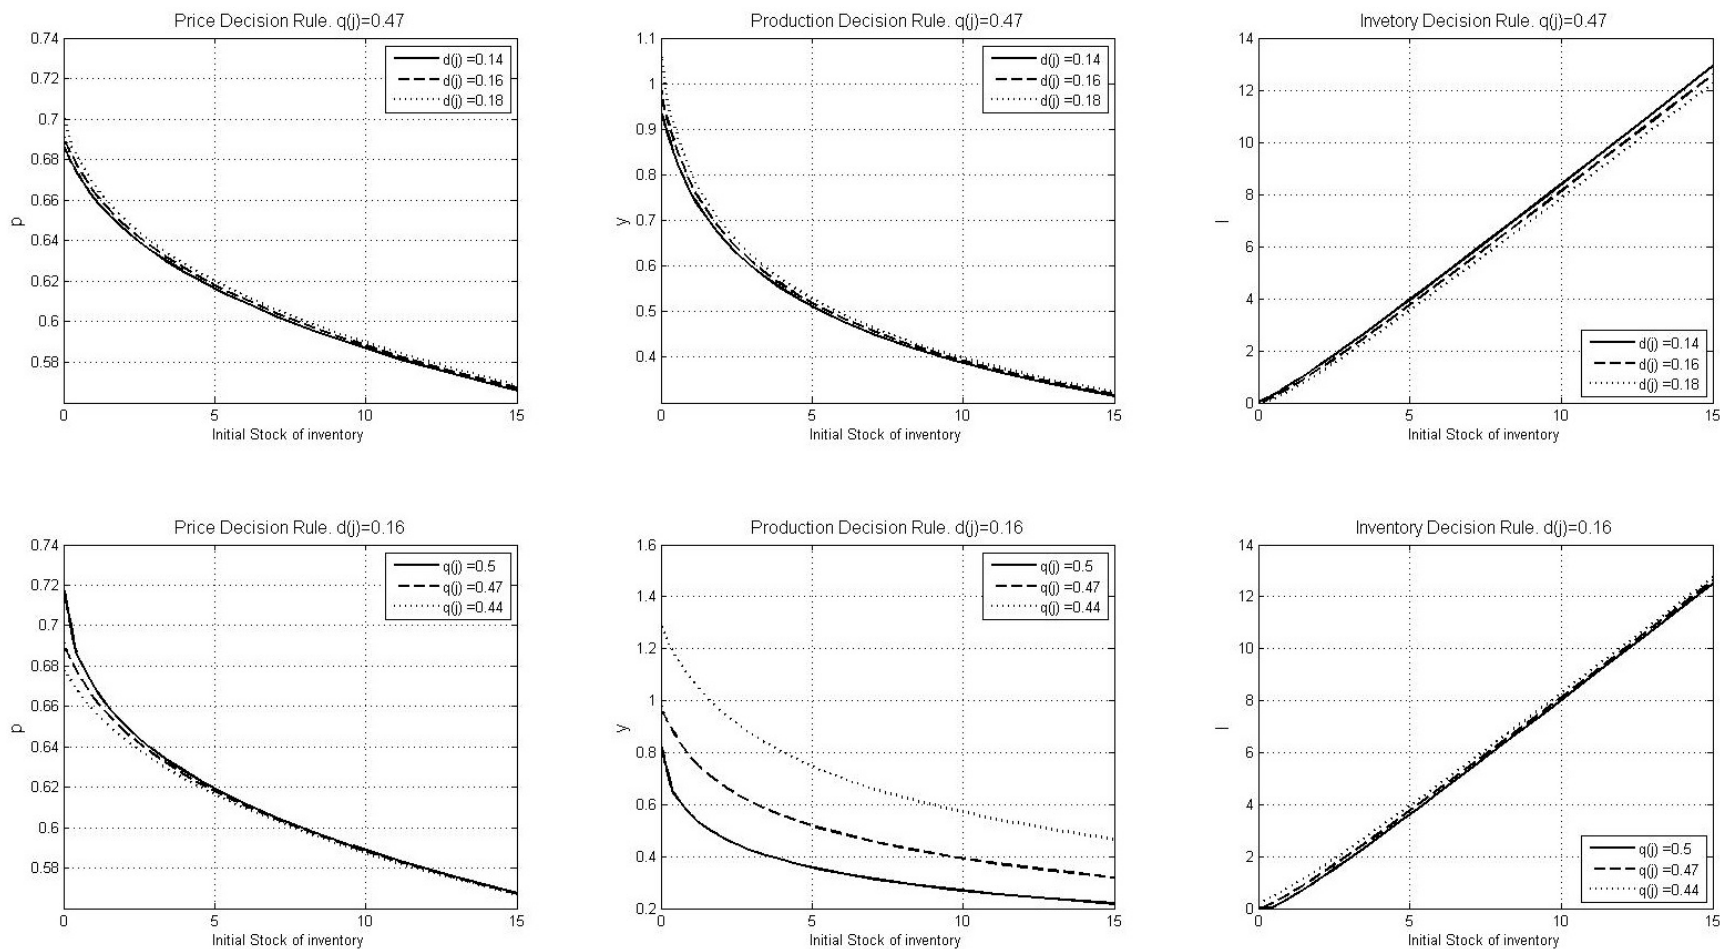 Price Decision Rule. q(j)=0.47
0.74
0.72
0.7
0.68
0.66
0.64
0.62
0.6
0.58
p
0
5
10
15
Initial Stock of inventory
d(j) =0.14
d(j) =0.16
d(j) =0.18
Production Decision Rule. q(j)=0.47
1.1
1
0.9
0.8
0.7
0.6
0.5
0.4
y
0
5
10
15
Initial Stock of inventory
d(j) =0.14
d(j) =0.16
d(j) =0.18
Invetory Decision Rule. q(j)=0.47
14
12
10
8
6
4
2
0
I
0
5
10
15
Initial Stock of inventory
d(j) =0.14
d(j) =0.16
d(j) =0.18
Price Decision Rule. d(j)=0.16
0.74
0.72
0.7
0.68
0.66
0.64
0.62
0.6
0.58
p
0
5
10
15
Initial Stock of inventory
q(j) =0.5
q(j) =0.47
q(j) =0.44
Production Decision Rule. d(j)=0.16
1.6
1.4
1.2
1
0.8
0.6
0.4
0.2
y
0
5
10
15
Initial Stock of inventory
q(j) =0.5
q(j) =0.47
q(j) =0.44
Inventory Decision Rule. d(j)=0.16
14
12
10
8
6
4
2
0
I
0
5
10
15
Initial Stock of inventory
q(j) =0.5
q(j) =0.47
q(j) =0.44